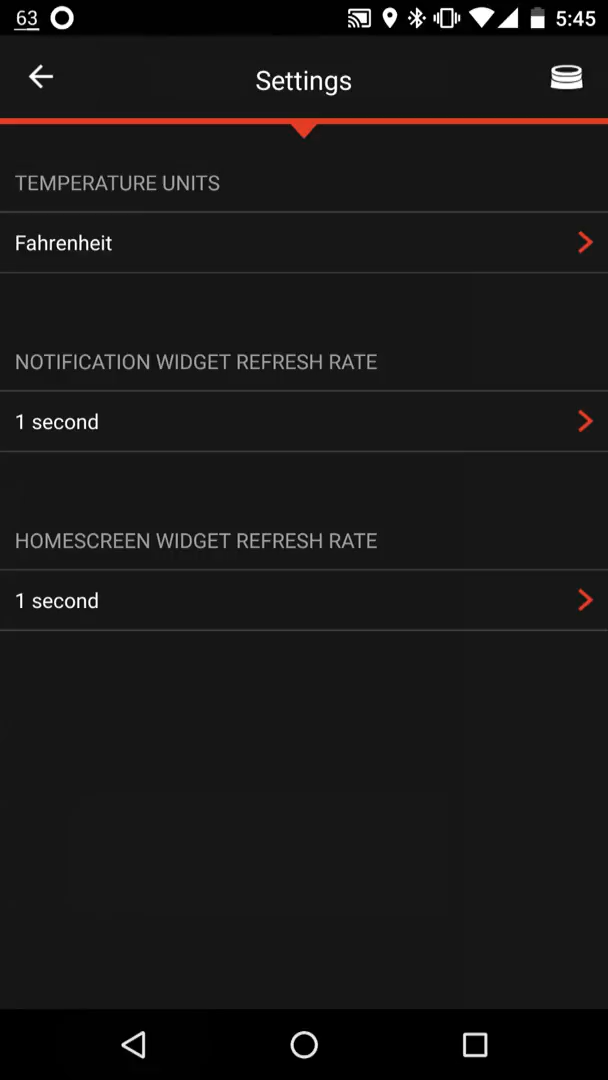 63
5:45
Settings
TEMPERATURE UNITS
Fahrenheit
NOTIFICATION WIDGET REFRESH RATE
1 second
HOMESCREEN WIDGET REFRESH RATE
1 second